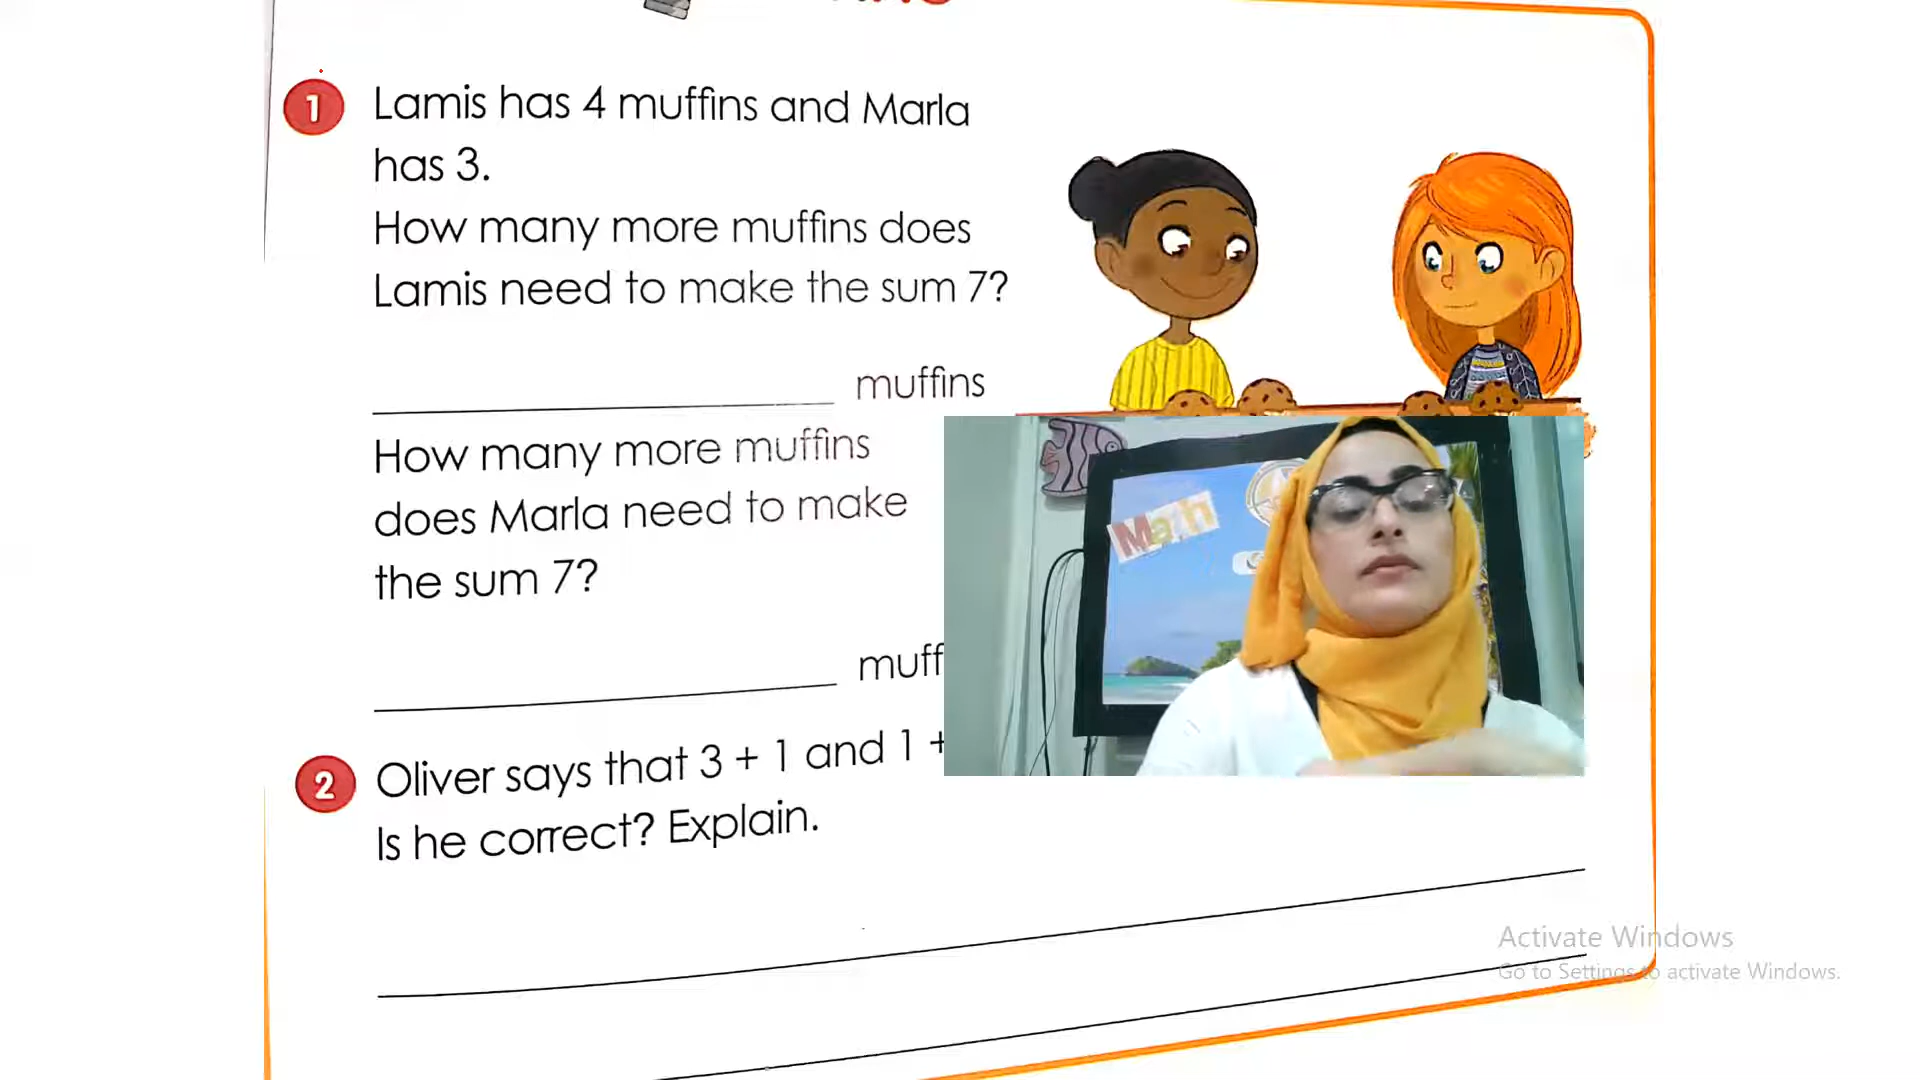 1
Lamis has 4 muffins and Marla
has 3.
How many more muffins does
Lamis need to make the sum 7?
muffins
How many more muffins
does Marla need to make
the sum 7?
Math
2
Oliver says that 3 + 1 and 1 +
Is he correct? Explain.
Activate Windows
Go to Settings to activate Windows.